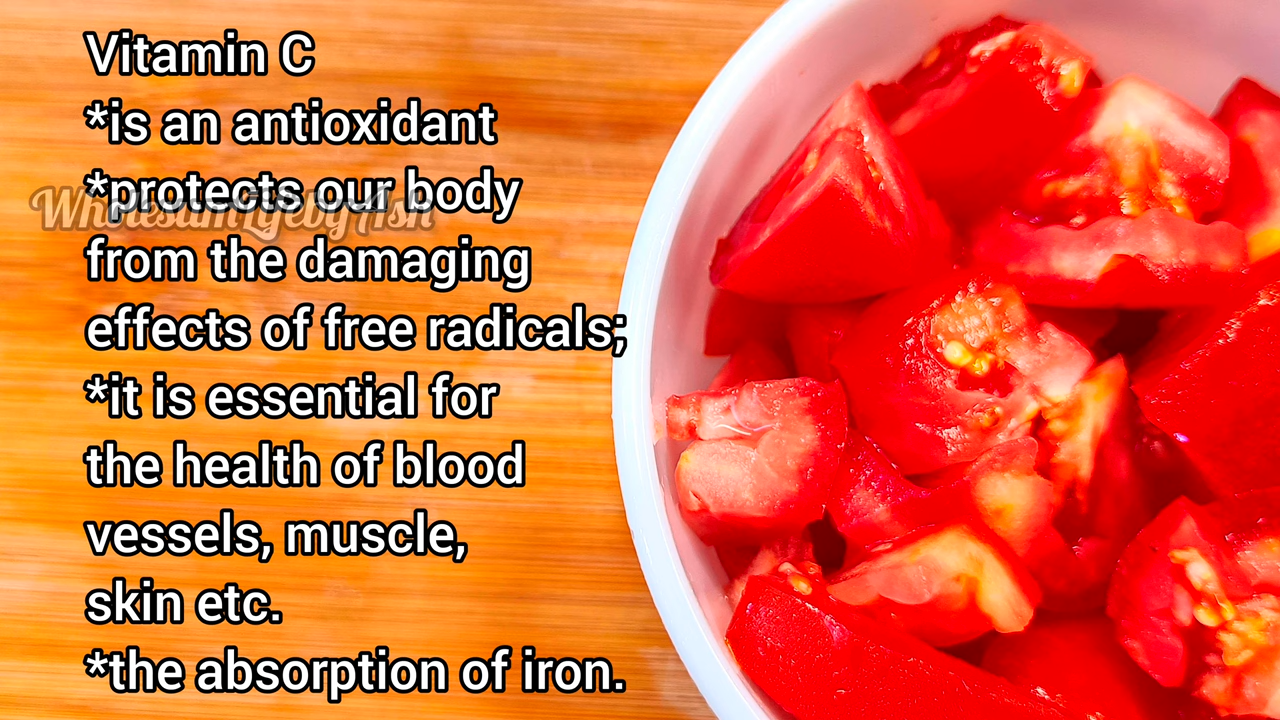 Vitamin C
*is an antioxidant
*protects our body
WholesumLyfebyAsh
from the damaging
effects of free radicals;
*it is essential for
the health of blood
vessels, muscle,
skin etc.
*the absorption of iron.